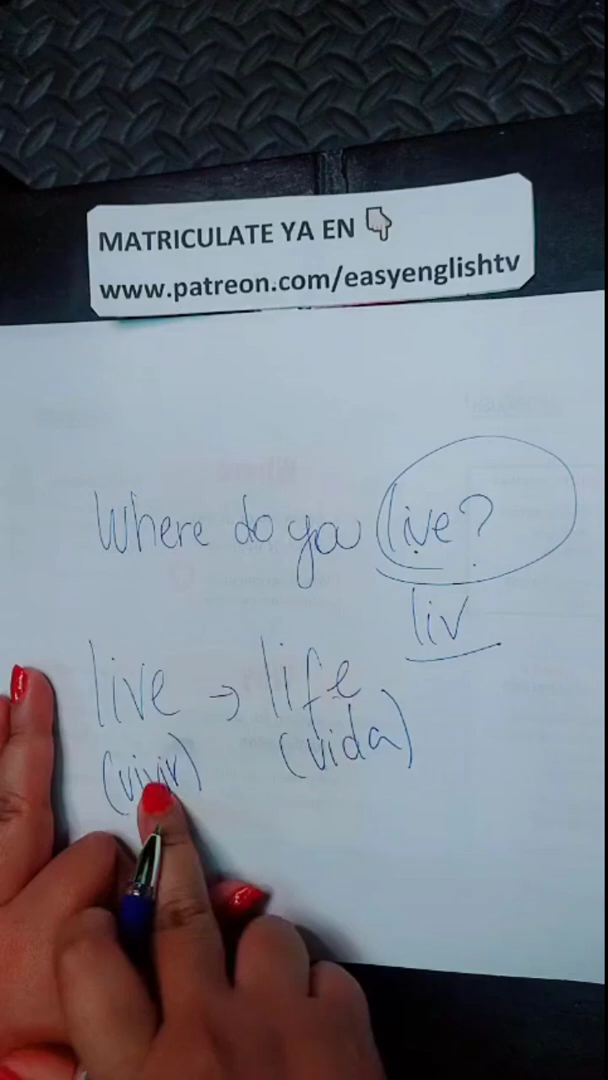 MATRICULATE YA EN
www.patreon.com/easyenglishtv
Where do you live?
liv
live → life
(vivir) (vida)